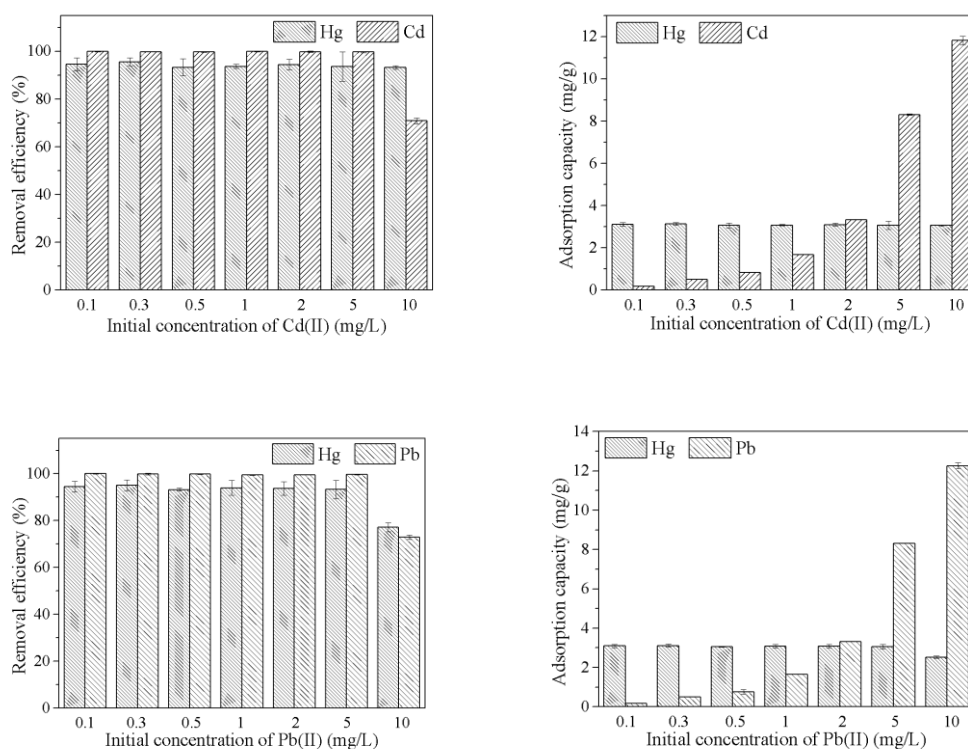 Hg Cd
Removal efficiency (%)
100
80
60
40
20
0
0.1 0.3 0.5 1 2 5 10
Initial concentration of Cd(II) (mg/L)
Hg Cd
Adsorption capacity (mg/g)
12
10
8
6
4
2
0
0.1 0.3 0.5 1 2 5 10
Initial concentration of Cd(II) (mg/L)
Hg Pb
Removal efficiency (%)
100
80
60
40
20
0
0.1 0.3 0.5 1 2 5 10
Initial concentration of Pb(II) (mg/L)
Hg Pb
Adsorption capacity (mg/g)
14
12
10
8
6
4
2
0
0.1 0.3 0.5 1 2 5 10
Initial concentration of Pb(II) (mg/L)